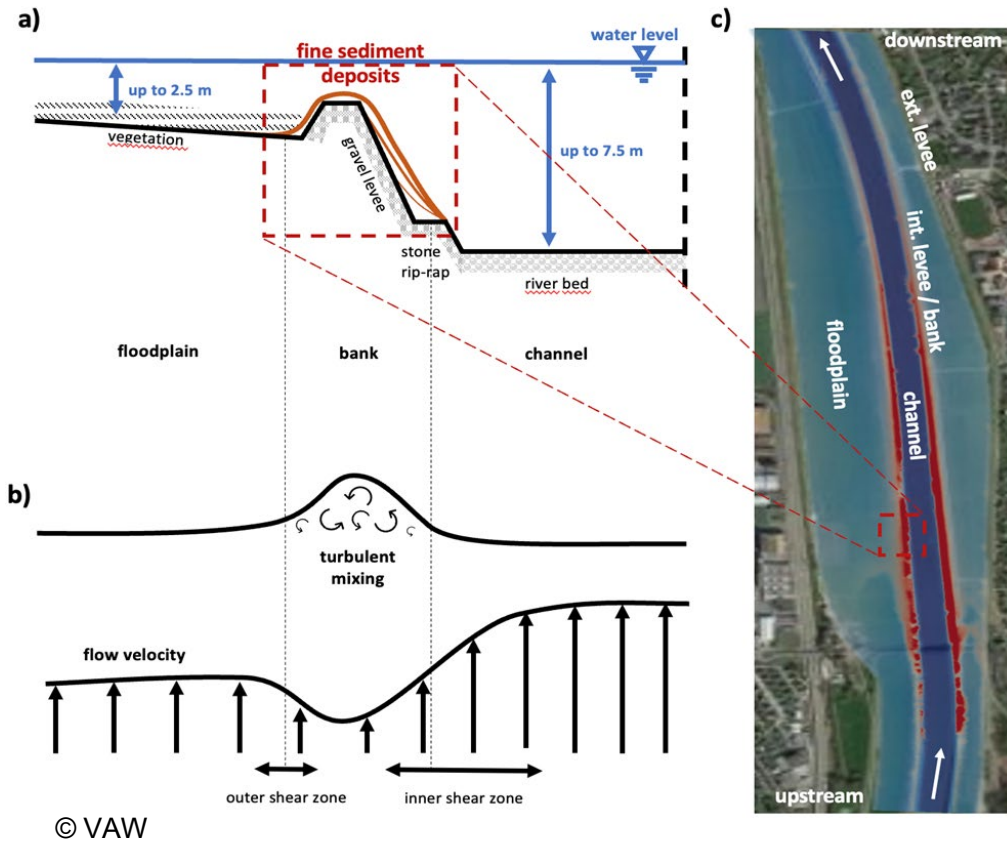 a)
water level
fine sediment
deposits
up to 2.5 m
vegetation
gravel levee
up to 7.5 m
stone
rip-rap
river bed
floodplain
bank
channel
b)
turbulent
mixing
flow velocity
outer shear zone
inner shear zone
© VAW
c)
downstream
ext. levee
int. levee / bank
floodplain
channel
upstream